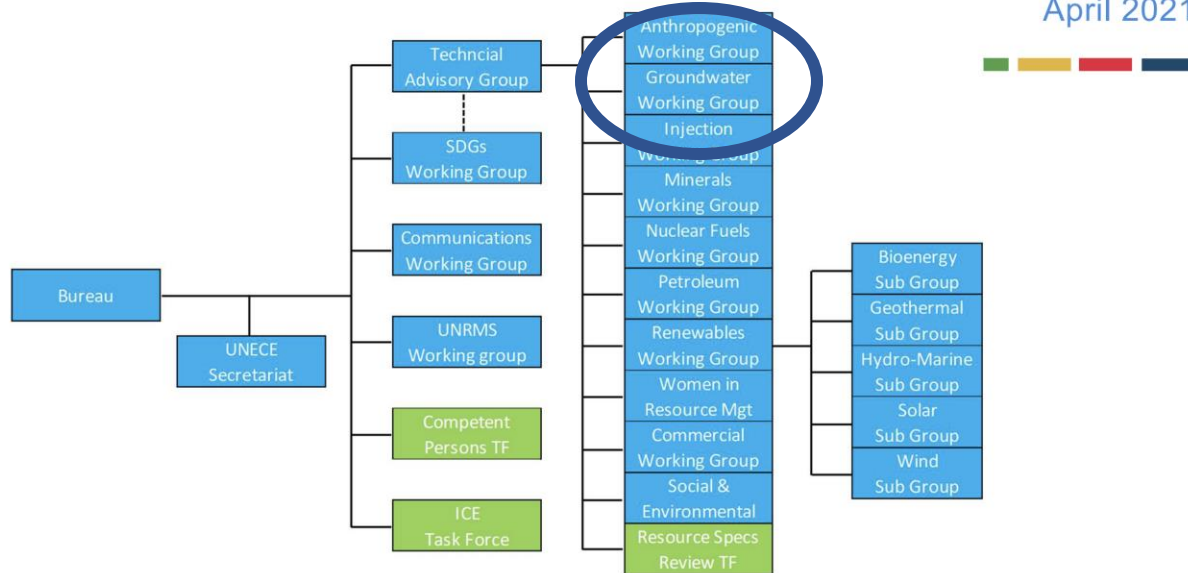 April 2021
Techncial
Advisory Group
SDGs
Working Group
Communications
Working Group
Bureau
UNECE
Secretariat
UNRMS
Working group
Competent
Persons TF
ICE
Task Force
Anthropogenic
Working Group
Groundwater
Working Group
Injection
Working Group
Minerals
Working Group
Nuclear Fuels
Working Group
Petroleum
Working Group
Renewables
Working Group
Women in
Resource Mgt
Commercial
Working Group
Social &
Environmental
Resource Specs
Review TF
Bioenergy
Sub Group
Geothermal
Sub Group
Hydro-Marine
Sub Group
Solar
Sub Group
Wind
Sub Group